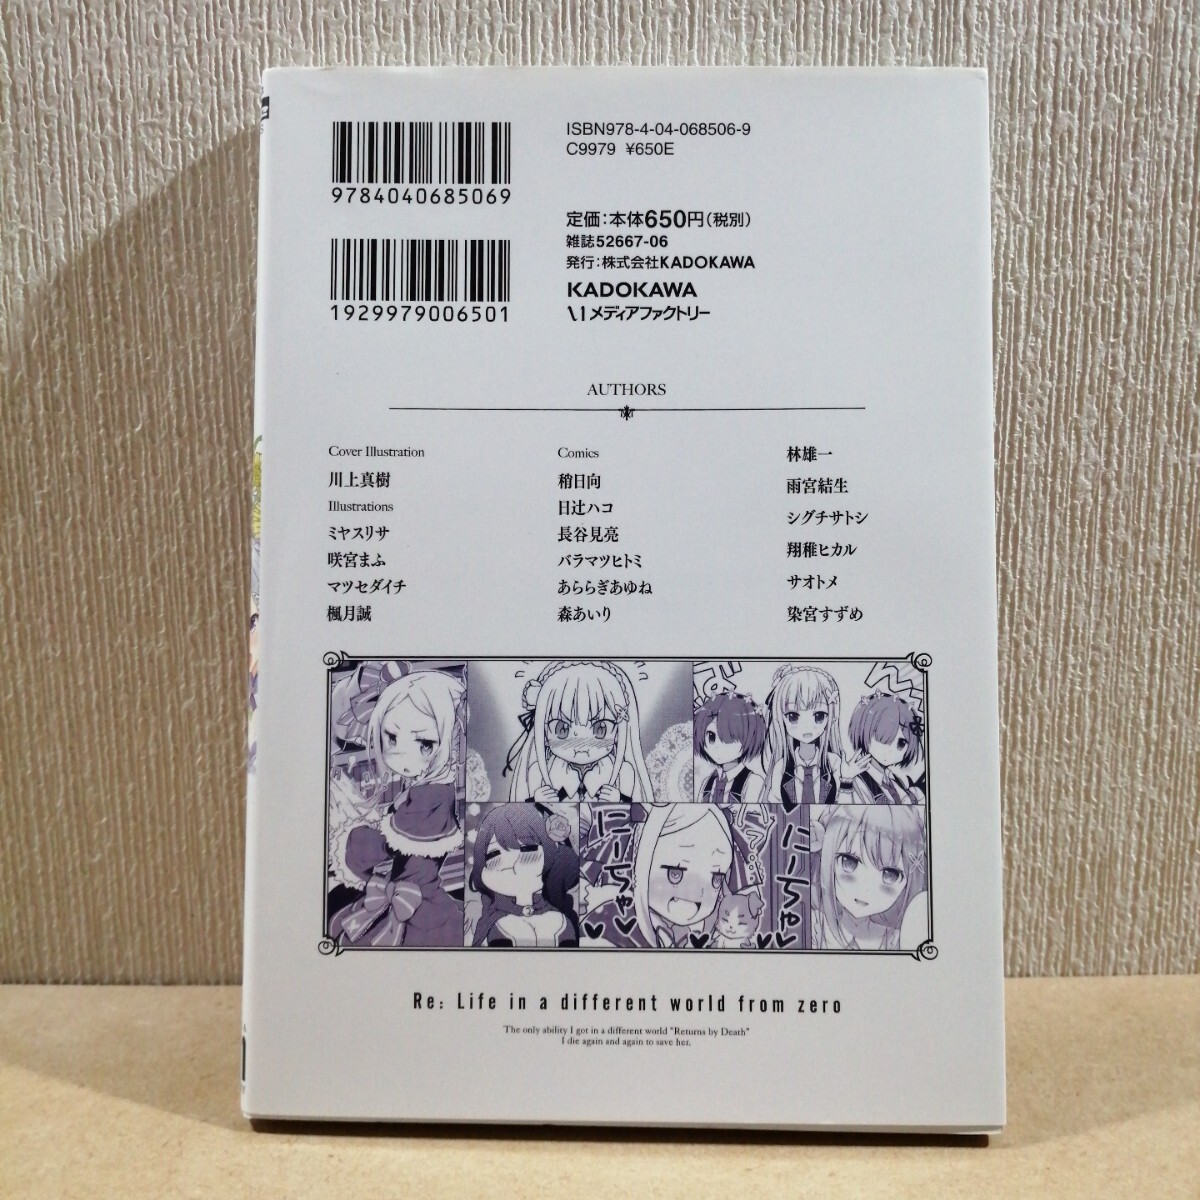 9784040685069
ISBN978-4-04-068506-9
C9979 ¥650E
1929979006501
定価:本体650円(税別)
雑誌52667-06
発行:株式会社KADOKAWA
KADOKAWA
メディアファクトリー
AUTHORS
Cover Illustration
川上真樹
Illustrations
ミヤスリサ
咲宮まふ
マツセダイチ
楓月誠
Comics
稍日向
日辻ハコ
長谷見亮
バラマツヒトミ
あららぎあゆね
森あいり
林雄一
雨宮結生
シグチサトシ
翔稚ヒカル
サオトメ
染宮すずめ
にーちゃ
にーちゃ
Re: Life in a different world from zero
The only ability I got in a different world "Returns by Death"
I die again and again to save her.